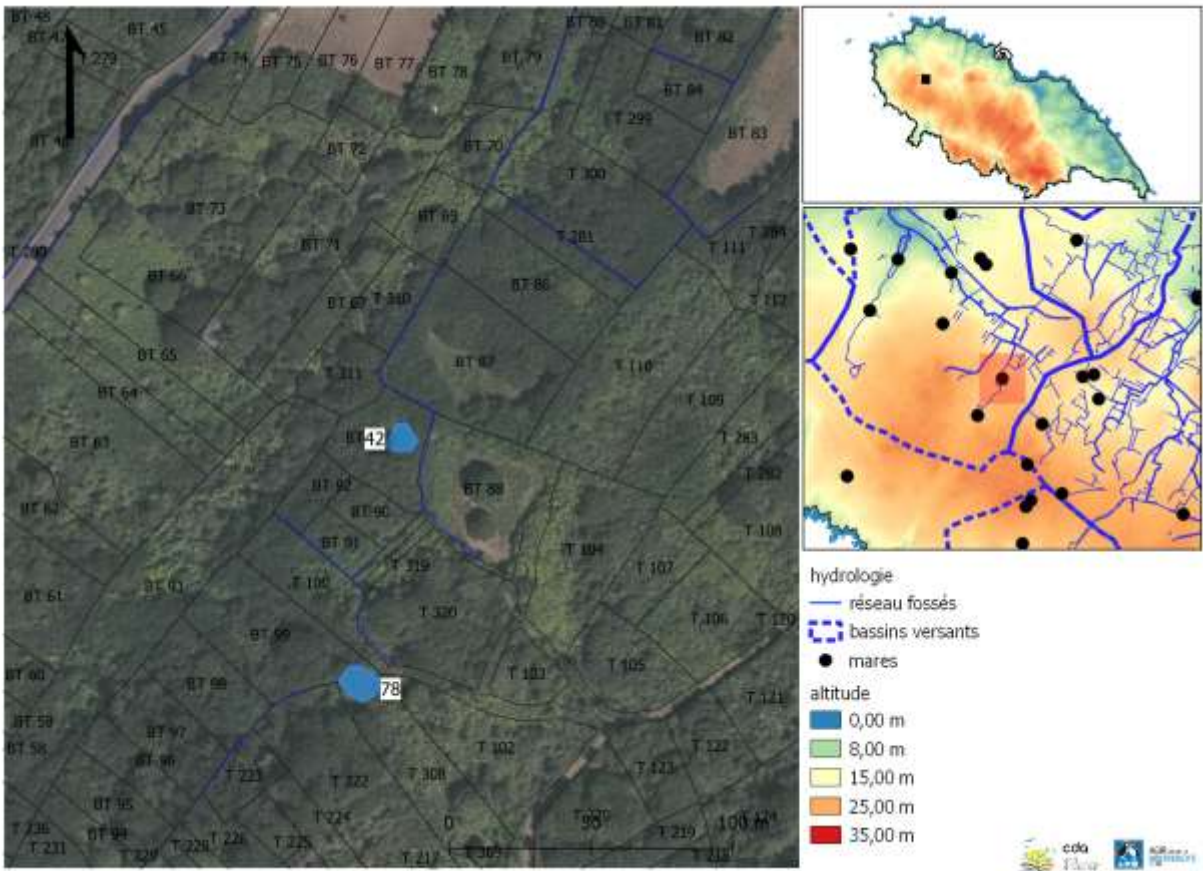 BT 48
BT 45
BT 80
BT 81
T 279
BT 74
BT 75
BT 76
BT 77
BT 78
BT 79
BT 82
BT 84
T 299
BT 83
BT 72
BT 70
T 300
BT 73
BT 69
T 281
T 111
T 284
T 280
BT 71
BT 66
BT 86
T 310
T 112
BT 65
BT 87
T 311
T 110
BT 64
T 109
42
T 283
BT 63
BT 92
BT 88
T 282
BT 62
BT 90
T 108
BT 91
T 104
T 319
T 107
T 100
BT 61
BT 93
T 320
T 106
T 120
BT 99
BT 60
BT 98
T 103
T 105
78
T 121
BT 59
BT 97
BT 58
T 102
T 122
BT 96
T 223
T 222
T 308
T 123
BT 95
T 224
T 220
T 124
T 236
BT 94
0
50
100 m
T 231
T 228
T 226
T 225
T 217
T 309
T 219
T 218
hydrologie
réseau fossés
bassins versants
mares
altitude
0,00 m
8,00 m
15,00 m
25,00 m
35,00 m
cda